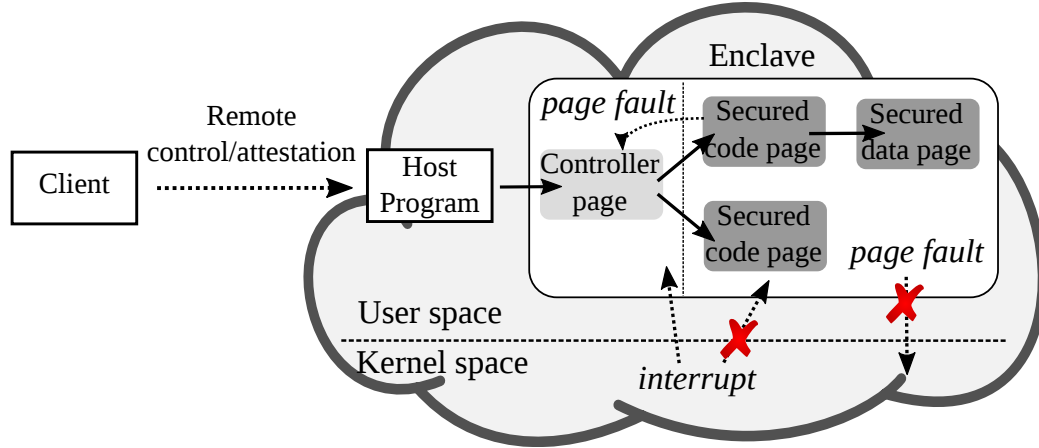 Enclave
page fault
Secured
code page
Secured
data page
Remote
control/attestation
Client
Host
Program
Controller
page
Secured
code page
page fault
User space
Kernel space
interrupt